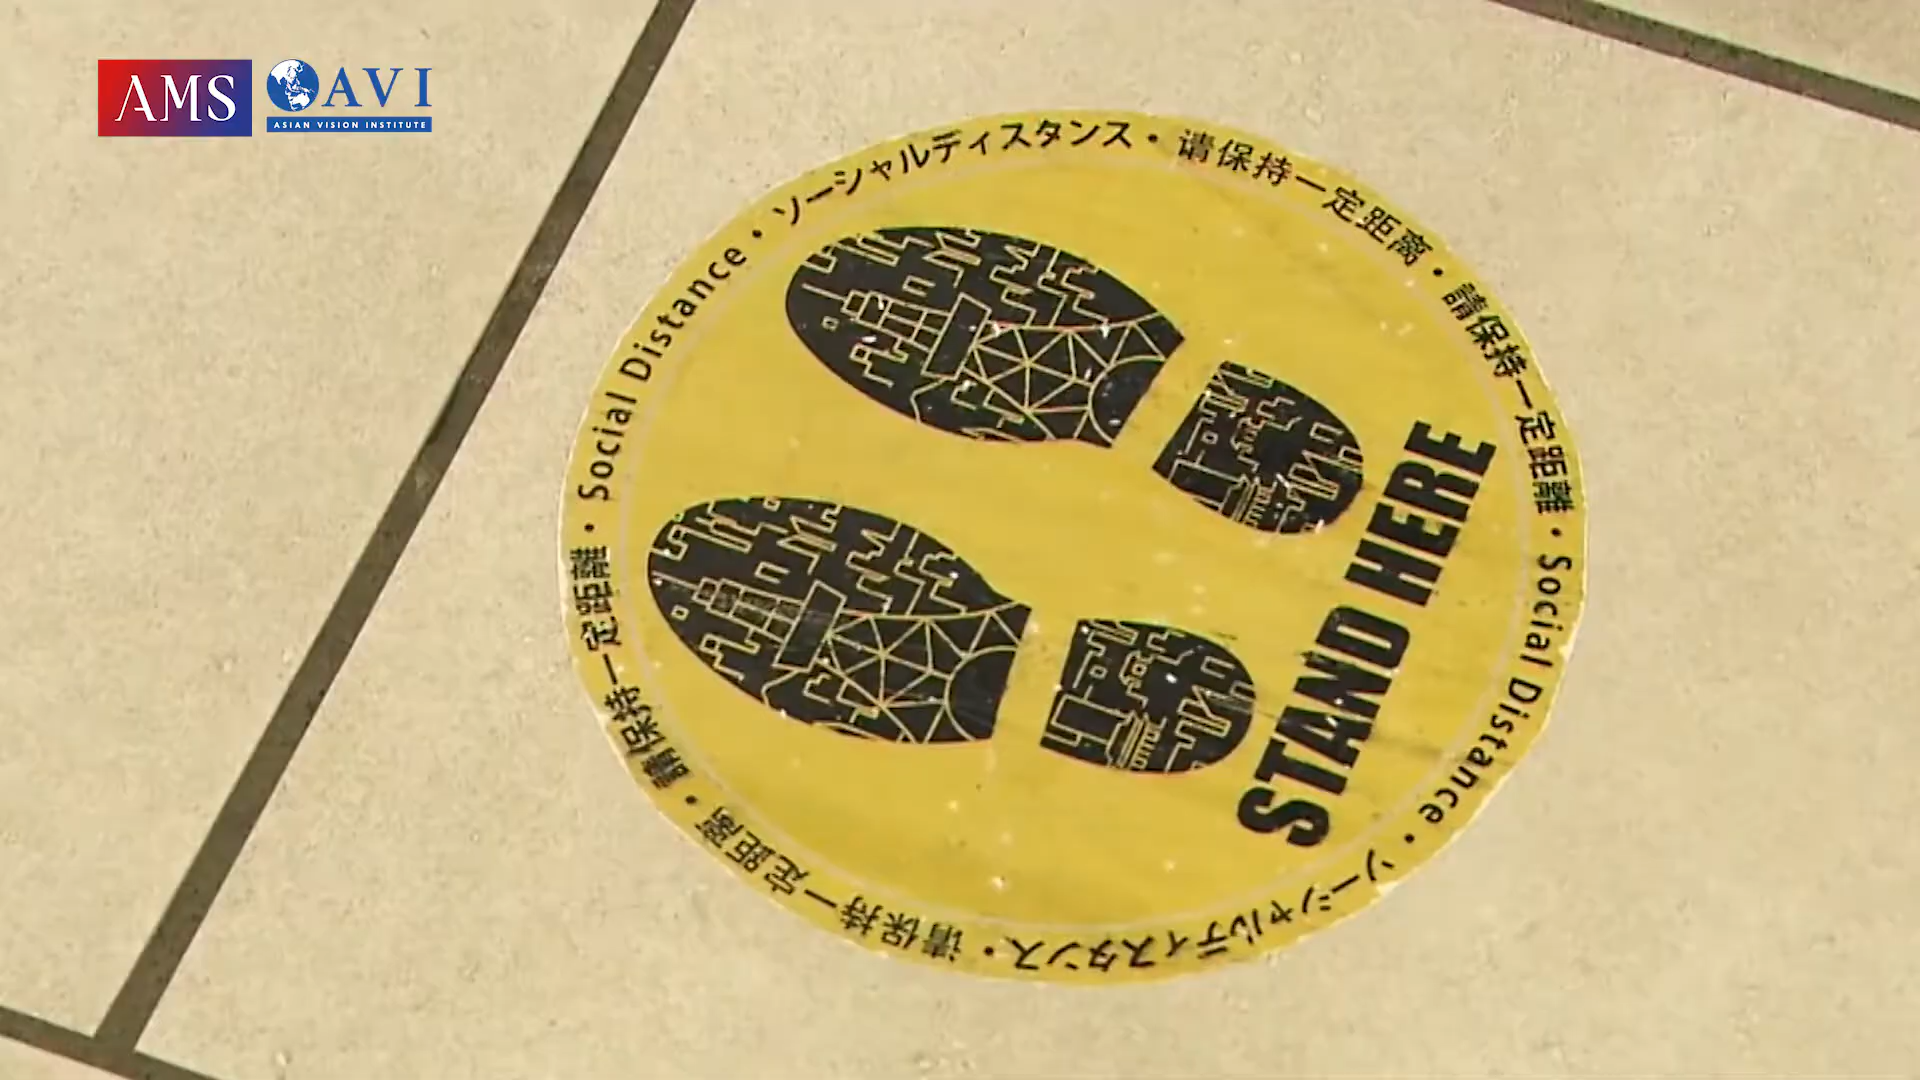 AMS
AVI
ASIAN VISION INSTITUTE
Social Distance・ソーシャルディスタンス・请保持一定距离・請保持一定距離・Social Distance・ソーシャルディスタンス・请保持一定距离・請保持一定距離・
STAND HERE